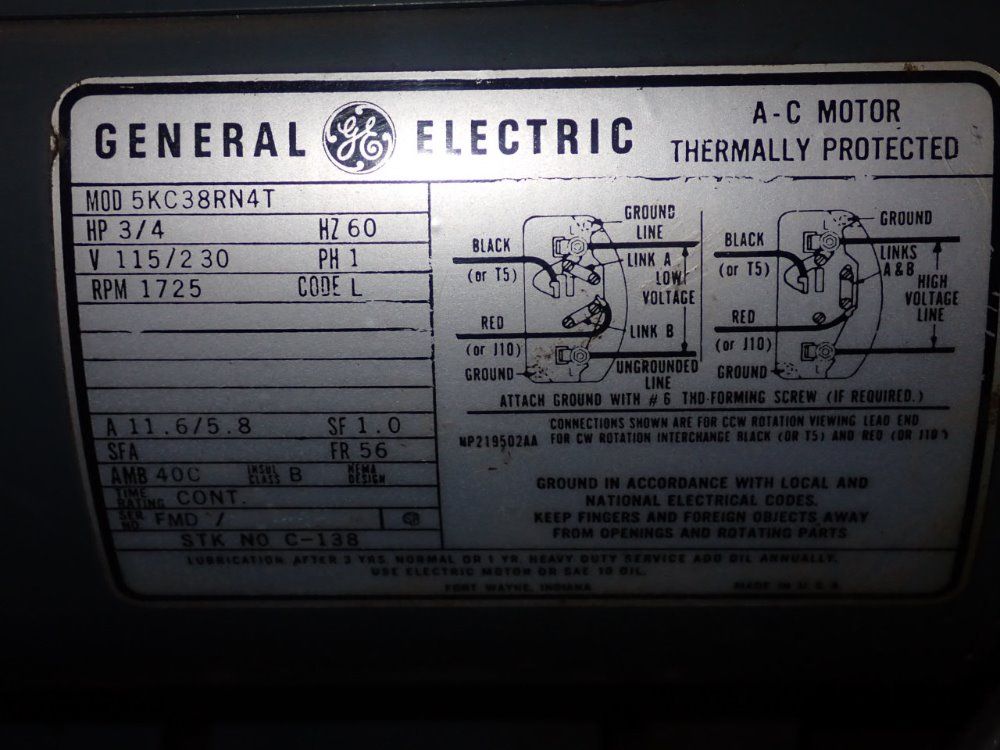 GENERAL GE ELECTRIC
A-C MOTOR
THERMALLY PROTECTED
MOD 5KC38RN4T
HP 3/4 HZ 60
V 115/230 PH 1
RPM 1725 CODE L
A 11.6/5.8 SF 1.0
SFA FR 56
AMB 40C INSUL CLASS B NEMA DESIGN
TIME RATING CONT.
SER NO FMD /
STK NO C-138
GROUND
LINE
BLACK
(or T5)
LINK A
LOW
VOLTAGE
RED
(or J10)
LINK B
GROUND
UNGROUNDED
LINE
GROUND
BLACK
(or T5)
LINKS
A&B
HIGH
VOLTAGE
LINE
RED
(or J10)
GROUND
ATTACH GROUND WITH #6 THD-FORMING SCREW (IF REQUIRED.)
CONNECTIONS SHOWN ARE FOR CCW ROTATION VIEWING LEAD END
NP219502AA FOR CW ROTATION INTERCHANGE BLACK (OR T5) AND RED (OR J10)
GROUND IN ACCORDANCE WITH LOCAL AND
NATIONAL ELECTRICAL CODES.
KEEP FINGERS AND FOREIGN OBJECTS AWAY
FROM OPENINGS AND ROTATING PARTS
LUBRICATION AFTER 3 YRS. NORMAL OR 1 YR. HEAVY DUTY SERVICE ADD OIL ANNUALLY.
USE ELECTRIC MOTOR OR SAE 10 OIL.
FORT WAYNE, INDIANA MADE IN U.S.A.